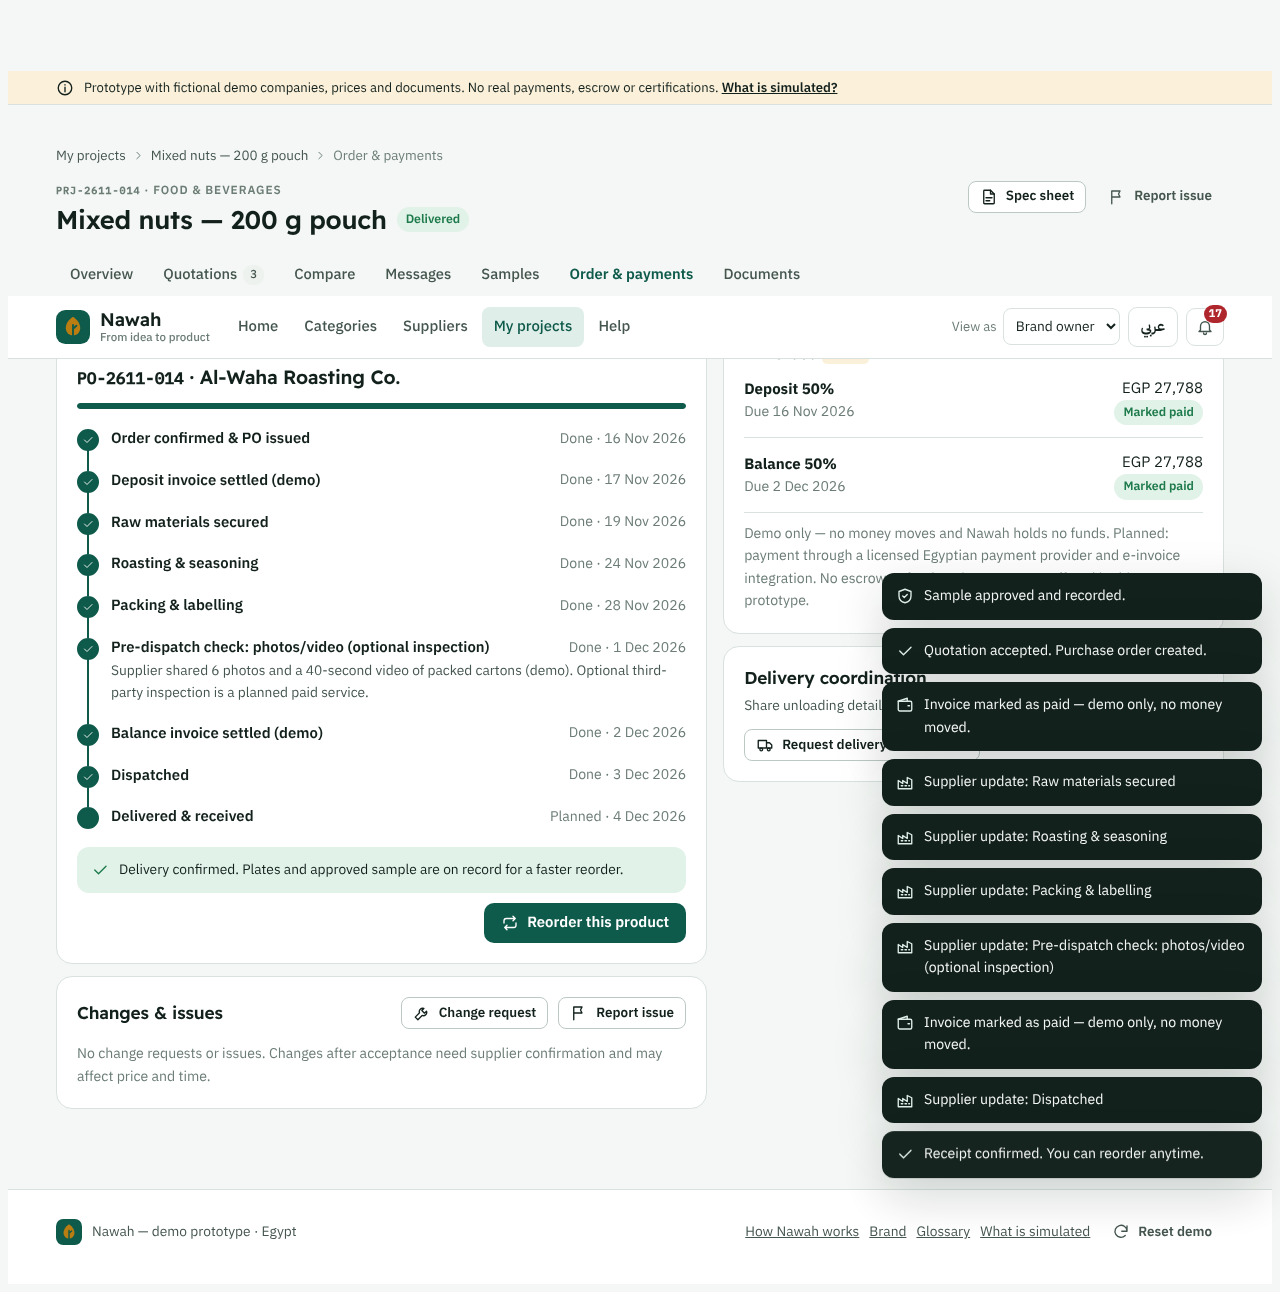 Prototype with fictional demo companies, prices and documents. No real payments, escrow or certifications. What is simulated?
My projects > Mixed nuts — 200 g pouch > Order & payments
PRJ-2611-014 · FOOD & BEVERAGES
Mixed nuts — 200 g pouch Delivered
Spec sheet Report issue
Overview Quotations 3 Compare Messages Samples Order & payments Documents
Nawah
From idea to product
Home Categories Suppliers My projects Help
View as Brand owner عربي 17
PO-2611-014 · Al-Waha Roasting Co.
Order confirmed & PO issued Done · 16 Nov 2026
Deposit invoice settled (demo) Done · 17 Nov 2026
Raw materials secured Done · 19 Nov 2026
Roasting & seasoning Done · 24 Nov 2026
Packing & labelling Done · 28 Nov 2026
Pre-dispatch check: photos/video (optional inspection) Done · 1 Dec 2026
Supplier shared 6 photos and a 40-second video of packed cartons (demo). Optional third-
party inspection is a planned paid service.
Balance invoice settled (demo) Done · 2 Dec 2026
Dispatched Done · 3 Dec 2026
Delivered & received Planned · 4 Dec 2026
Delivery confirmed. Plates and approved sample are on record for a faster reorder.
Reorder this product
Changes & issues
Change request Report issue
No change requests or issues. Changes after acceptance need supplier confirmation and may
affect price and time.
Deposit 50% EGP 27,788
Due 16 Nov 2026 Marked paid
Balance 50% EGP 27,788
Due 2 Dec 2026 Marked paid
Demo only — no money moves and Nawah holds no funds. Planned:
payment through a licensed Egyptian payment provider and e-invoice
integration. No escrow
prototype.
Delivery coordination
Share unloading
Request delivery
Sample approved and recorded.
Quotation accepted. Purchase order created.
Invoice marked as paid — demo only, no money
moved.
Supplier update: Raw materials secured
Supplier update: Roasting & seasoning
Supplier update: Packing & labelling
Supplier update: Pre-dispatch check: photos/video
(optional inspection)
Invoice marked as paid — demo only, no money
moved.
Supplier update: Dispatched
Receipt confirmed. You can reorder anytime.
Nawah — demo prototype · Egypt
How Nawah works Brand Glossary What is simulated Reset demo